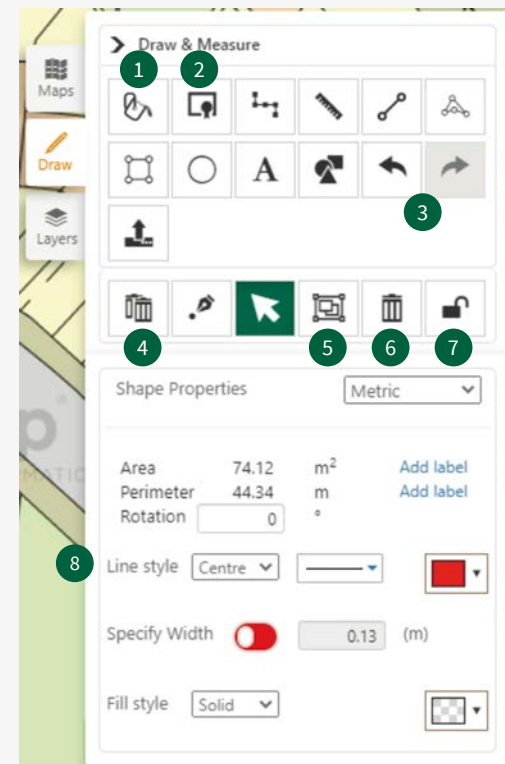 Draw & Measure
1 2
Maps
A
Draw
3
Layers
4 5 6 7
Shape Properties Metric
p
MATIC
Area 74.12 m² Add label
Perimeter 44.34 m Add label
Rotation 0 °
8 Line style Centre
Specify Width 0.13 (m)
Fill style Solid